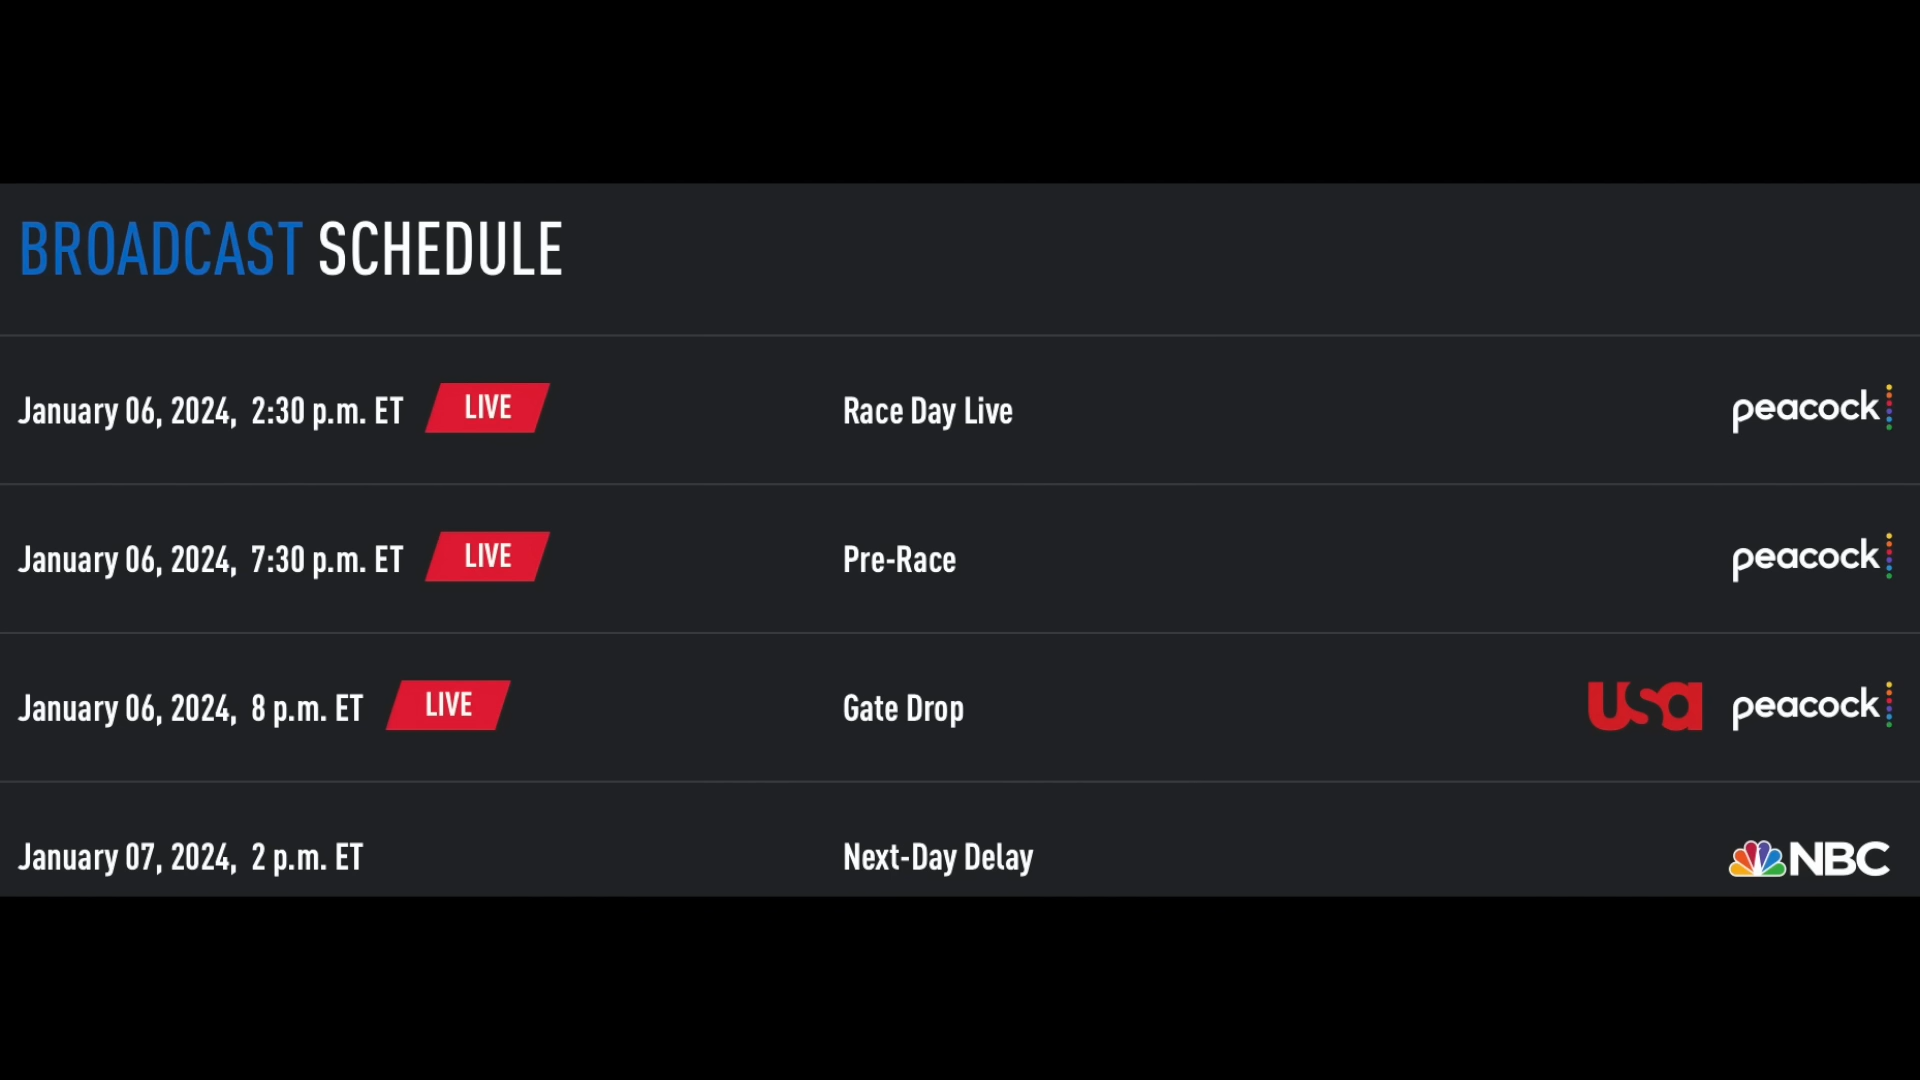 BROADCAST SCHEDULE
January 06, 2024, 2:30 p.m. ET LIVE Race Day Live peacock
January 06, 2024, 7:30 p.m. ET LIVE Pre-Race peacock
January 06, 2024, 8 p.m. ET LIVE Gate Drop usa peacock
January 07, 2024, 2 p.m. ET Next-Day Delay NBC